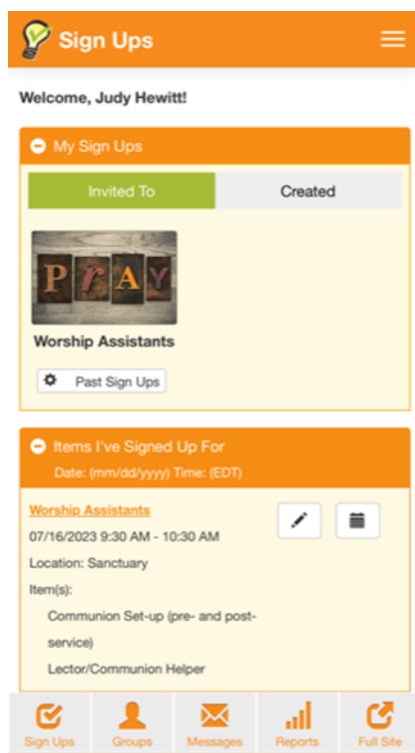 Sign Ups
Welcome, Judy Hewitt!
My Sign Ups
Invited To
Created
PrAY
Worship Assistants
Past Sign Ups
Items I've Signed Up For
Date: (mm/dd/yyyy) Time: (EDT)
Worship Assistants
07/16/2023 9:30 AM - 10:30 AM
Location: Sanctuary
Item(s):
Communion Set-up (pre- and post-
service)
Lector/Communion Helper
Sign Ups
Groups
Messages
Reports
Full Site